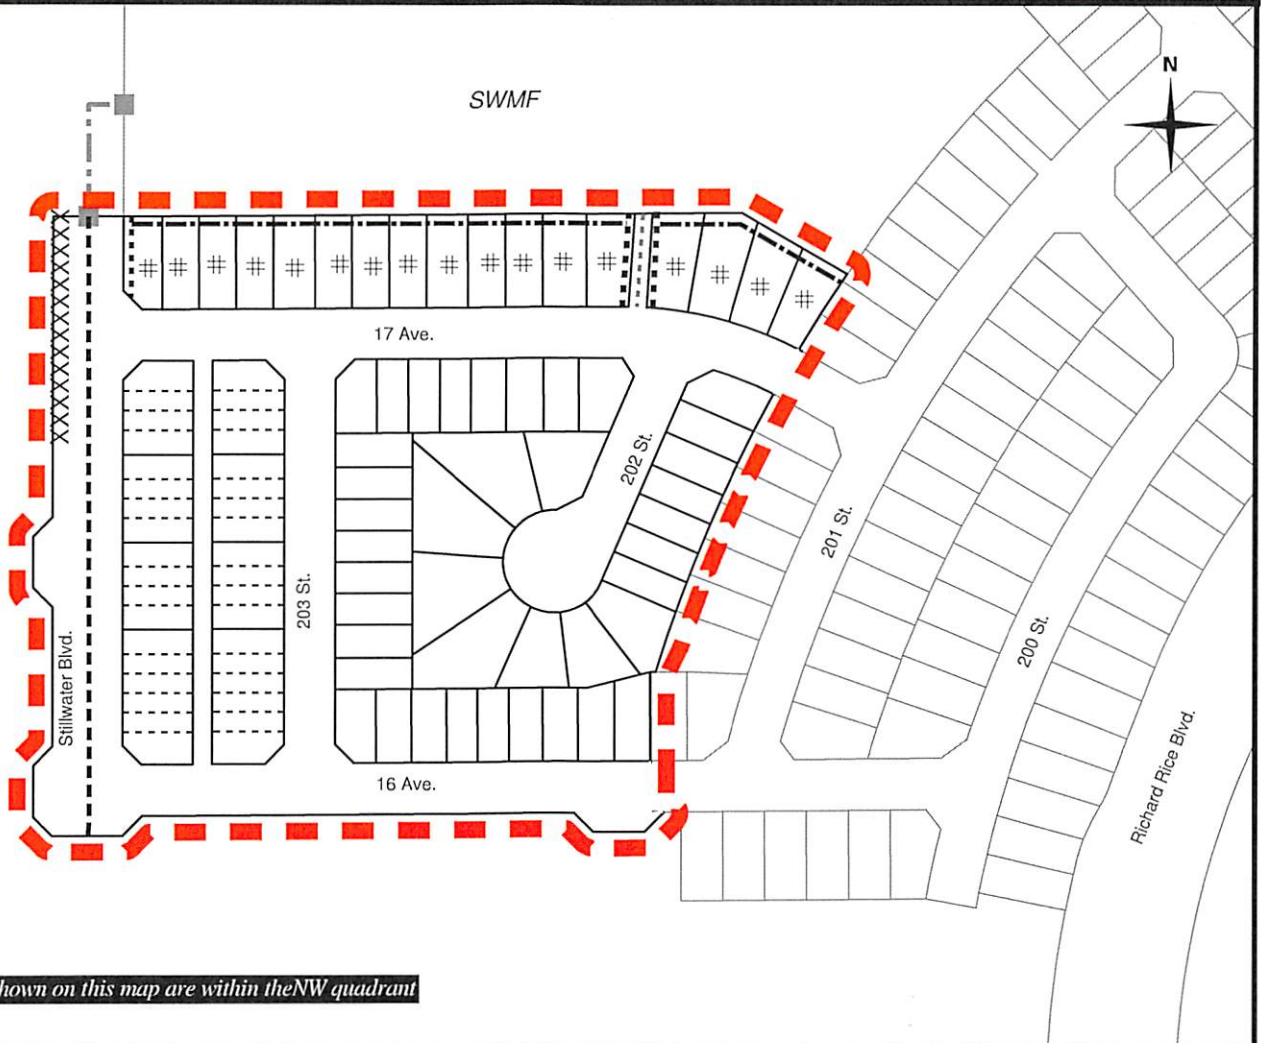 SWMF
N
17 Ave.
202 St.
201 St.
203 St.
200 St.
Stillwater Blvd.
Richard Rice Blvd.
16 Ave.
hown on this map are within theNW quadrant